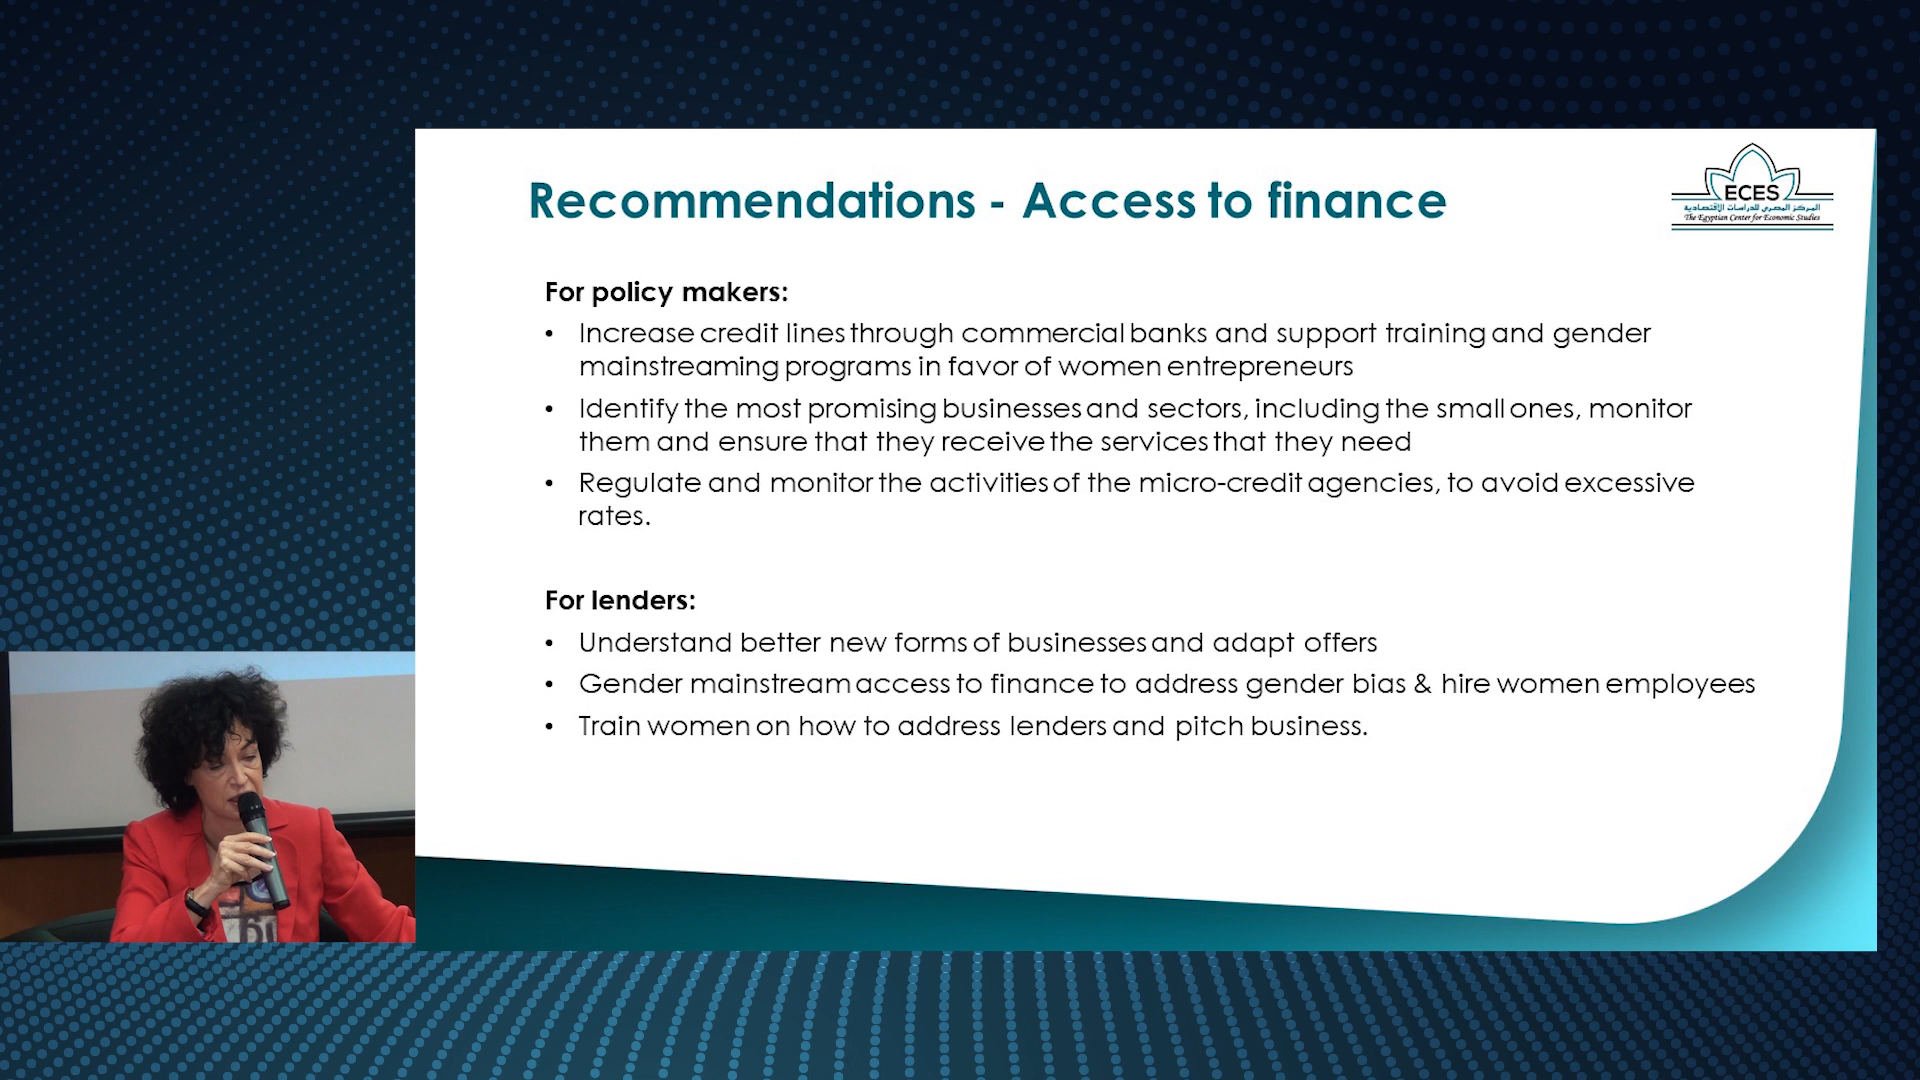 Recommendations - Access to finance
ECES
المركز المصري للدراسات الاقتصادية
The Egyptian Center for Economic Studies
For policy makers:
• Increase credit lines through commercial banks and support training and gender
mainstreaming programs in favor of women entrepreneurs
• Identify the most promising businesses and sectors, including the small ones, monitor
them and ensure that they receive the services that they need
• Regulate and monitor the activities of the micro-credit agencies, to avoid excessive
rates.
For lenders:
• Understand better new forms of businesses and adapt offers
• Gender mainstream access to finance to address gender bias & hire women employees
• Train women on how to address lenders and pitch business.